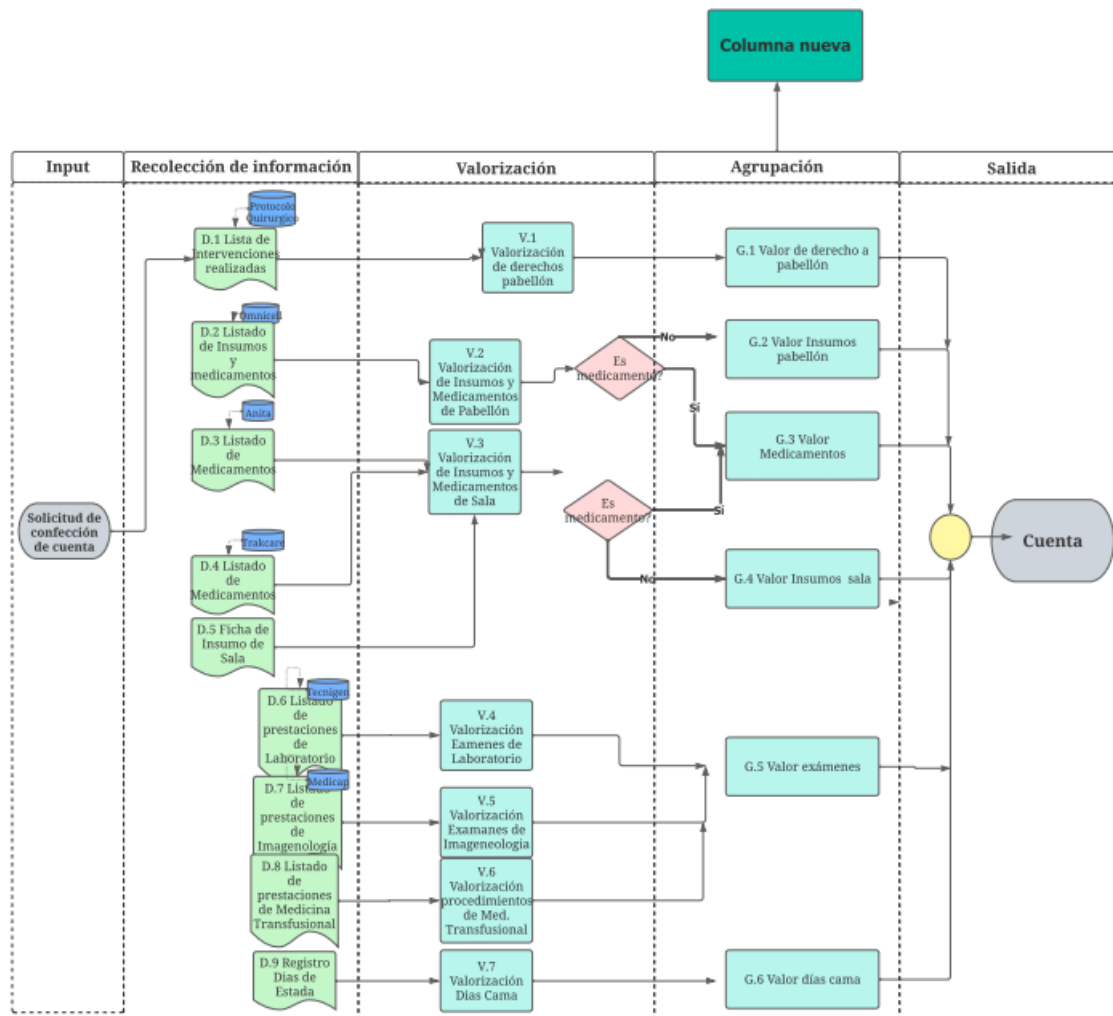 Columna nueva
Input
Recolección de información
Valorización
Agrupación
Salida
Protocolo
Quirurgico
D.1 Lista de
Intervenciones
realizadas
V.1
Valorización
de derechos
pabellón
G.1 Valor de derecho a
pabellón
Omnicell
D.2 Listado
de Insumos
y
medicamentos
V.2
Valorización
de Insumos y
Medicamentos
de Pabellón
Es
medicamento?
No
Si
G.2 Valor Insumos
pabellón
Anita
D.3 Listado
de
Medicamentos
V.3
Valorización
de Insumos y
Medicamentos
de Sala
G.3 Valor
Medicamentos
Es
medicamento?
Si
No
Solicitud de
confección
de cuenta
Cuenta
Trakcare
D.4 Listado
de
Medicamentos
G.4 Valor Insumos sala
D.5 Ficha de
Insumo de
Sala
Tecnigen
D.6 Listado
de
prestaciones
de
Laboratorio
V.4
Valorización
Eamenes de
Laboratorio
G.5 Valor exámenes
Medicap
D.7 Listado
de
prestaciones
de
Imagenología
V.5
Valorización
Examanes de
Imageneologia
D.8 Listado
de
prestaciones
de Medicina
Transfusional
V.6
Valorización
procedimientos
de Med.
Transfusional
D.9 Registro
Dias de
Estada
V.7
Valorización
Dias Cama
G.6 Valor días cama